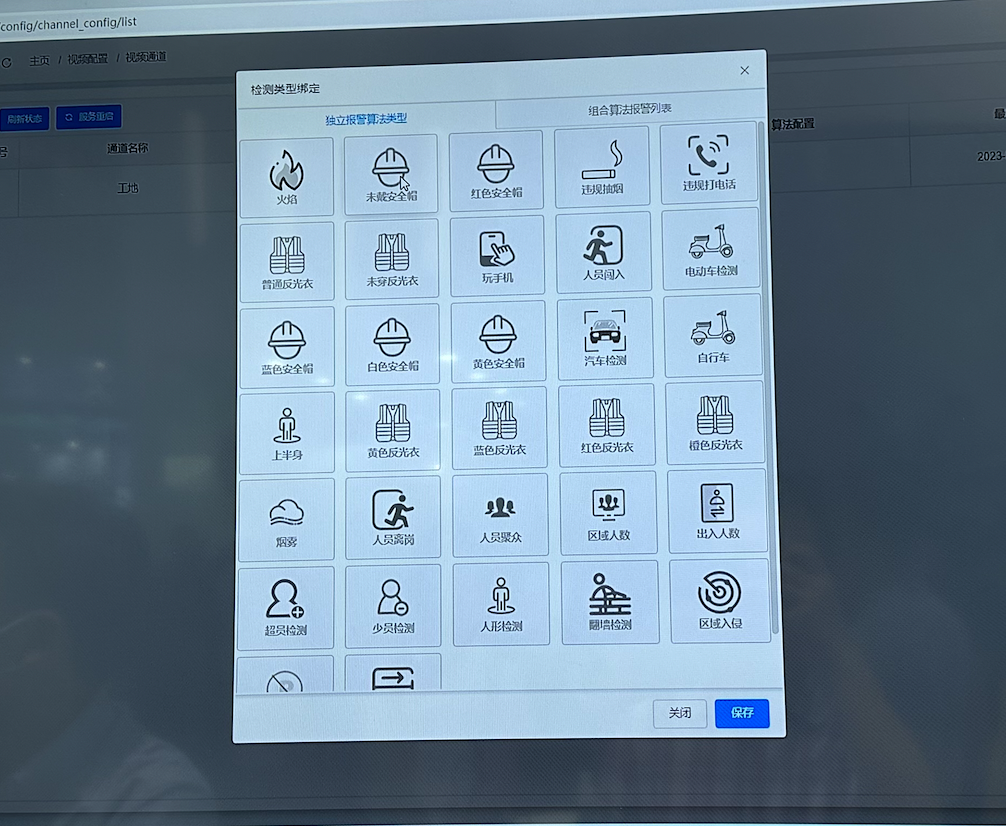 config/channel_config/list
主页 / 视频配置 / 视频通道
刷新状态
服务重启
号
通道名称
算法配置
最
工地
2023-
检测类型绑定
独立报警算法类型
组合算法报警列表
火焰
未戴安全帽
红色安全帽
违规抽烟
违规打电话
普通反光衣
未穿反光衣
玩手机
人员闯入
电动车检测
蓝色安全帽
白色安全帽
黄色安全帽
汽车检测
自行车
上半身
黄色反光衣
蓝色反光衣
红色反光衣
橙色反光衣
烟雾
人员离岗
人员聚众
区域人数
出入人数
超员检测
少员检测
人形检测
翻墙检测
区域入侵
关闭
保存